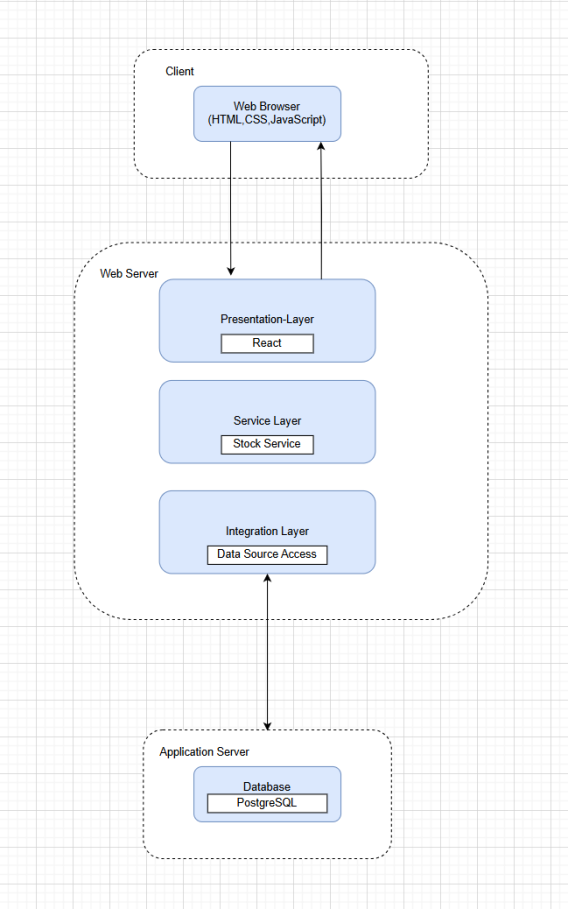 Client
Web Browser
(HTML,CSS,JavaScript)
Web Server
Presentation-Layer
React
Service Layer
Stock Service
Integration Layer
Data Source Access
Application Server
Database
PostgreSQL